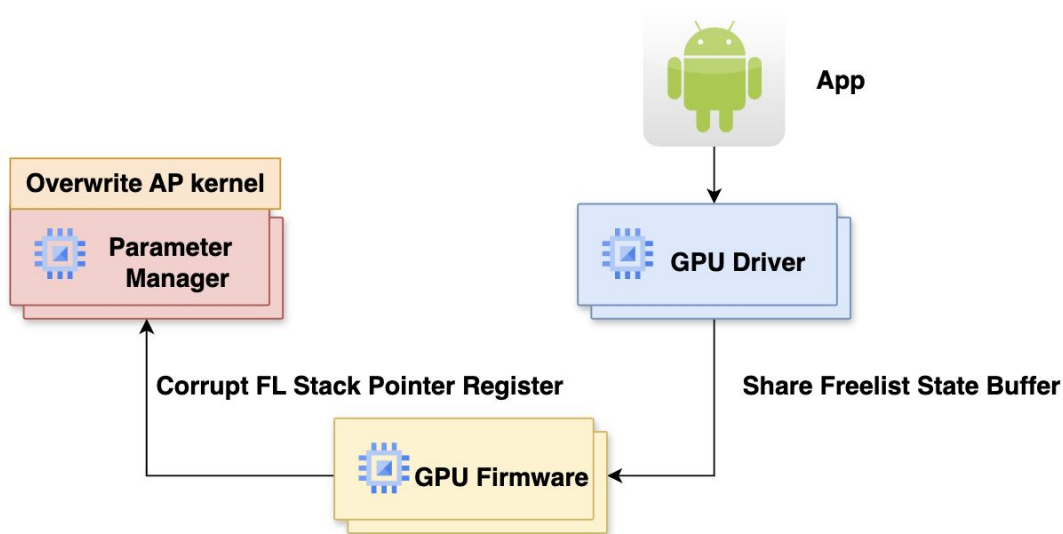 App
Overwrite AP kernel
Parameter
Manager
GPU Driver
Corrupt FL Stack Pointer Register
Share Freelist State Buffer
GPU Firmware